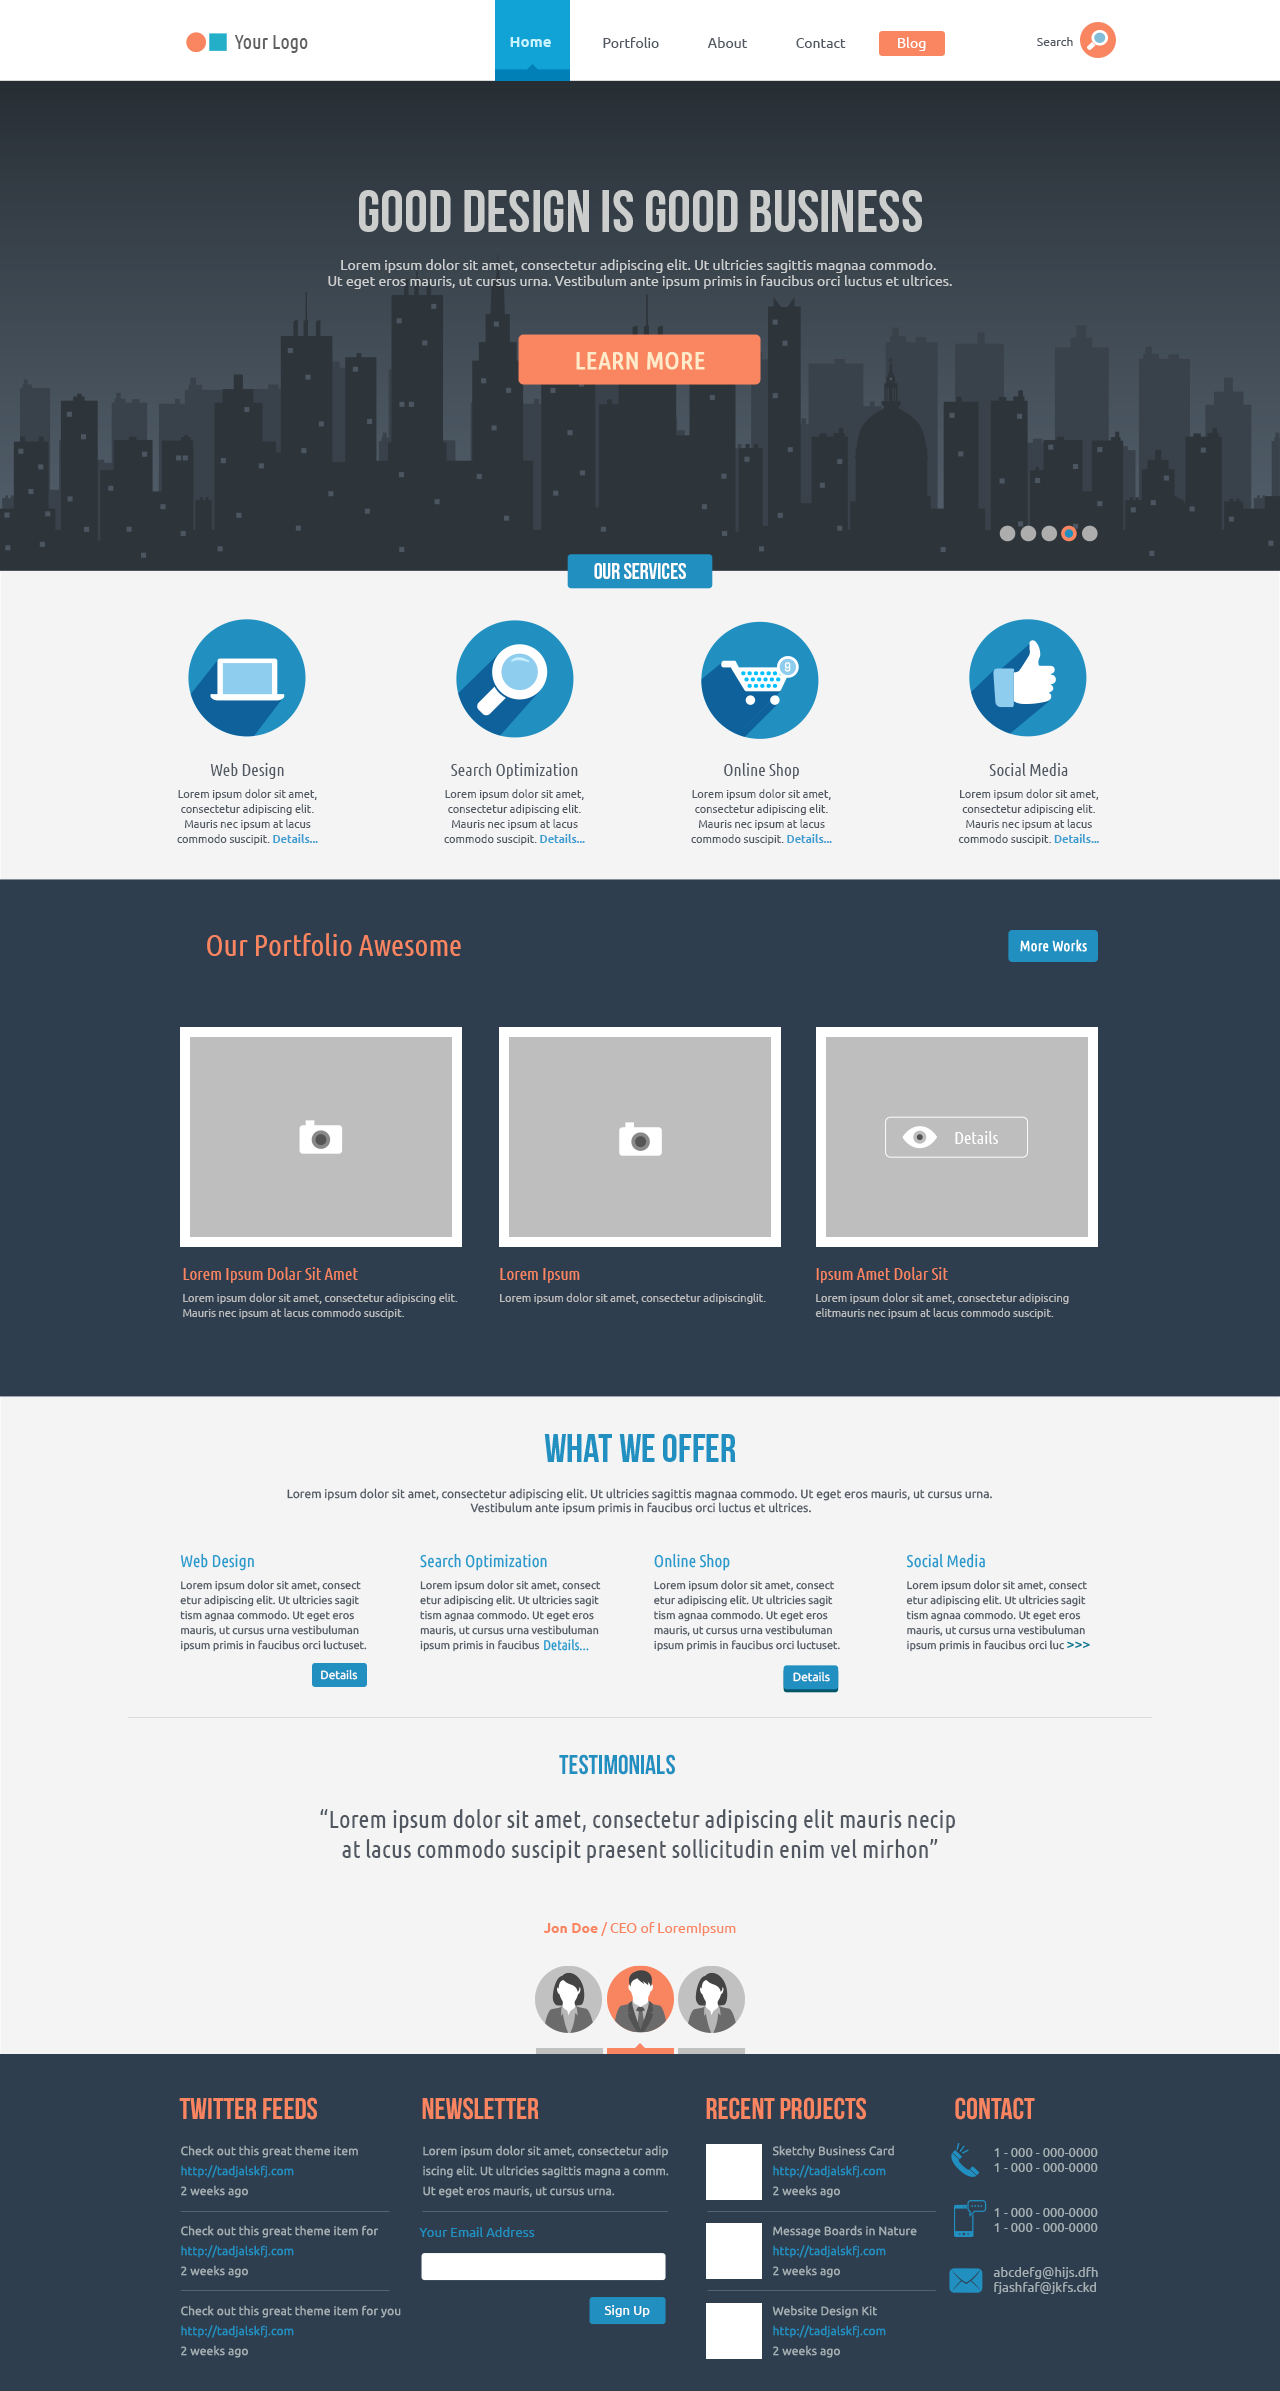 Your Logo
Home
Portfolio
About
Contact
Blog
Search
GOOD DESIGN IS GOOD BUSINESS
Lorem ipsum dolor sit amet, consectetur adipiscing elit. Ut ultricies sagittis magnaa commodo.
Ut eget eros mauris, ut cursus urna. Vestibulum ante ipsum primis in faucibus orci luctus et ultrices.
LEARN MORE
OUR SERVICES
9
Web Design
Lorem ipsum dolor sit amet,
consectetur adipiscing elit.
Mauris nec ipsum at lacus
commodo suscipit. Details...
Search Optimization
Lorem ipsum dolor sit amet,
consectetur adipiscing elit.
Mauris nec ipsum at lacus
commodo suscipit. Details...
Online Shop
Lorem ipsum dolor sit amet,
consectetur adipiscing elit.
Mauris nec ipsum at lacus
commodo suscipit. Details...
Social Media
Lorem ipsum dolor sit amet,
consectetur adipiscing elit.
Mauris nec ipsum at lacus
commodo suscipit. Details...
Our Portfolio Awesome
More Works
Details
Lorem Ipsum Dolar Sit Amet
Lorem ipsum dolor sit amet, consectetur adipiscing elit.
Mauris nec ipsum at lacus commodo suscipit.
Lorem Ipsum
Lorem ipsum dolor sit amet, consectetur adipiscinglit.
Ipsum Amet Dolar Sit
Lorem ipsum dolor sit amet, consectetur adipiscing
elitmauris nec ipsum at lacus commodo suscipit.
WHAT WE OFFER
Lorem ipsum dolor sit amet, consectetur adipiscing elit. Ut ultricies sagittis magnaa commodo. Ut eget eros mauris, ut cursus urna.
Vestibulum ante ipsum primis in faucibus orci luctus et ultrices.
Web Design
Lorem ipsum dolor sit amet, consect
etur adipiscing elit. Ut ultricies sagit
tism agnaa commodo. Ut eget eros
mauris, ut cursus urna vestibuluman
ipsum primis in faucibus orci luctuset.
Details
Search Optimization
Lorem ipsum dolor sit amet, consect
etur adipiscing elit. Ut ultricies sagit
tism agnaa commodo. Ut eget eros
mauris, ut cursus urna vestibuluman
ipsum primis in faucibus Details...
Online Shop
Lorem ipsum dolor sit amet, consect
etur adipiscing elit. Ut ultricies sagit
tism agnaa commodo. Ut eget eros
mauris, ut cursus urna vestibuluman
ipsum primis in faucibus orci luctuset.
Details
Social Media
Lorem ipsum dolor sit amet, consect
etur adipiscing elit. Ut ultricies sagit
tism agnaa commodo. Ut eget eros
mauris, ut cursus urna vestibuluman
ipsum primis in faucibus orci luc >>>
TESTIMONIALS
“Lorem ipsum dolor sit amet, consectetur adipiscing elit mauris necip
at lacus commodo suscipit praesent sollicitudin enim vel mirhon”
Jon Doe / CEO of LoremIpsum
TWITTER FEEDS
Check out this great theme item
http://tadjalskfj.com
2 weeks ago
Check out this great theme item for
http://tadjalskfj.com
2 weeks ago
Check out this great theme item for you
http://tadjalskfj.com
2 weeks ago
NEWSLETTER
Lorem ipsum dolor sit amet, consectetur adip
iscing elit. Ut ultricies sagittis magna a comm.
Ut eget eros mauris, ut cursus urna.
Your Email Address
Sign Up
RECENT PROJECTS
Sketchy Business Card
http://tadjalskfj.com
2 weeks ago
Message Boards in Nature
http://tadjalskfj.com
2 weeks ago
Website Design Kit
http://tadjalskfj.com
2 weeks ago
CONTACT
1 - 000 - 000-0000
1 - 000 - 000-0000
1 - 000 - 000-0000
1 - 000 - 000-0000
abcdefg@hijs.dfh
fjashfaf@jkfs.ckd